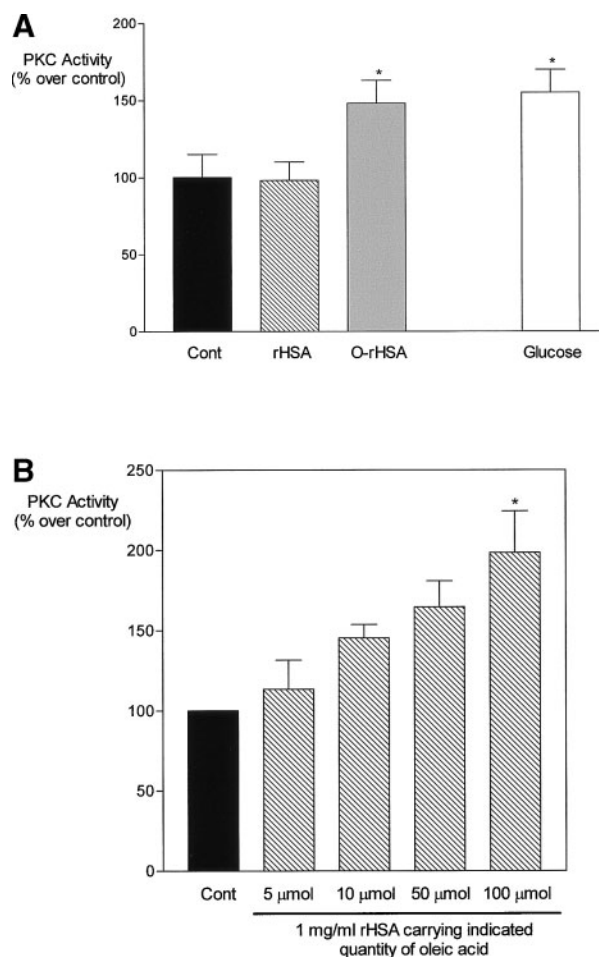 A
PKC Activity
(% over control)
200
150
100
50
0
*
*
Cont rHSA O-rHSA Glucose
B
PKC Activity
(% over control)
250
200
150
100
50
0
*
Cont 5 μmol 10 μmol 50 μmol 100 μmol
1 mg/ml rHSA carrying indicated
quantity of oleic acid